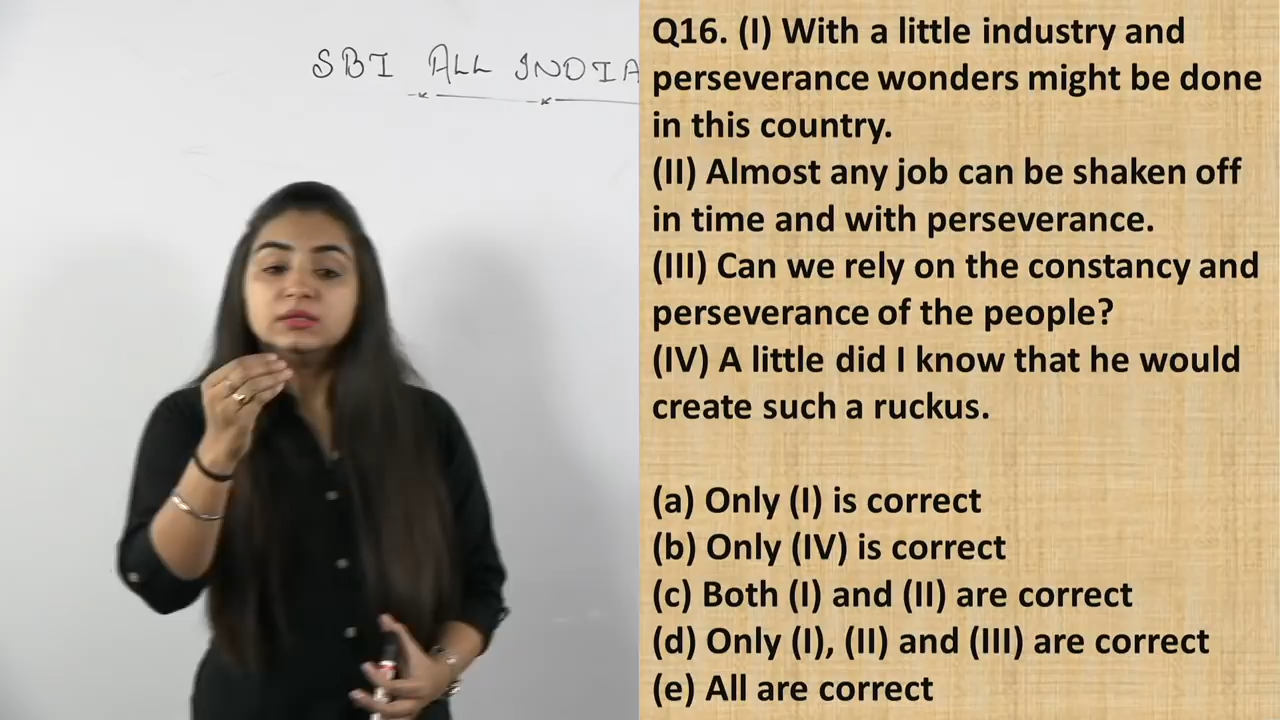 SBI ALL INDIA
Q16. (I) With a little industry and
perseverance wonders might be done
in this country.
(II) Almost any job can be shaken off
in time and with perseverance.
(III) Can we rely on the constancy and
perseverance of the people?
(IV) A little did I know that he would
create such a ruckus.
(a) Only (I) is correct
(b) Only (IV) is correct
(c) Both (I) and (II) are correct
(d) Only (I), (II) and (III) are correct
(e) All are correct